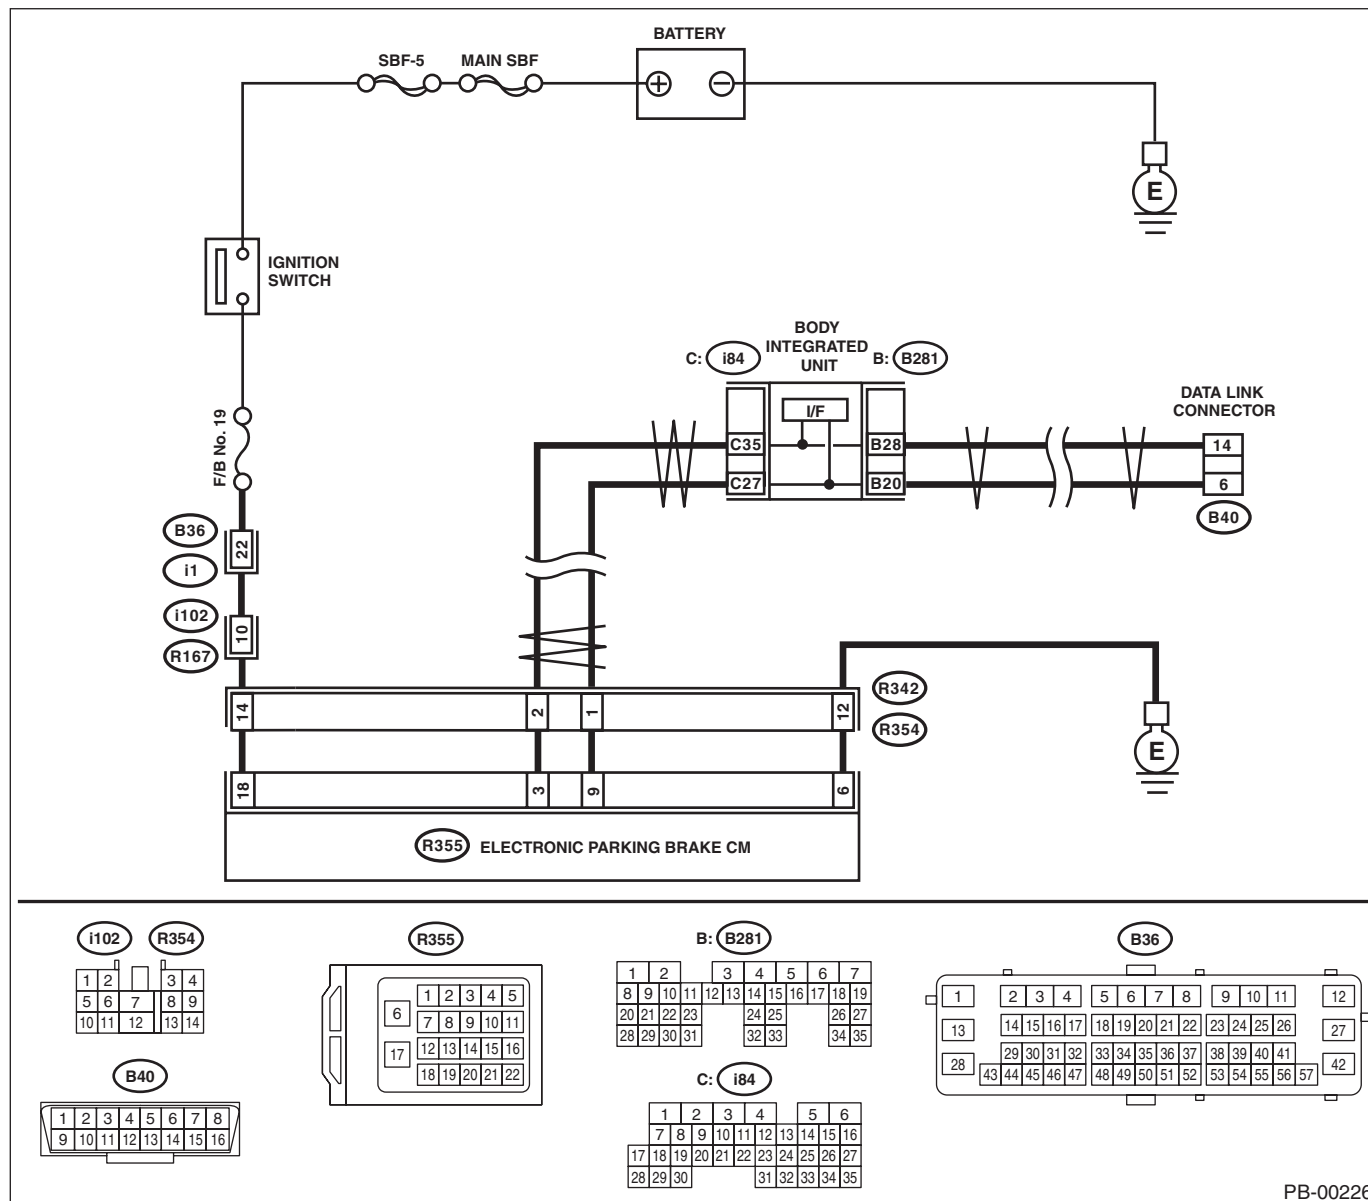 BATTERY
SBF-5
MAIN SBF
E
IGNITION
SWITCH
F/B No. 19
BODY
INTEGRATED
UNIT
C: i84
B: B281
I/F
C35
B28
C27
B20
DATA LINK
CONNECTOR
14
6
B40
B36
22
i1
i102
10
R167
R342
R354
14
2
1
12
18
3
9
6
E
R355 ELECTRONIC PARKING BRAKE CM
i102 R354
1 2 3 4
5 6 7 8 9
10 11 12 13 14
B40
1 2 3 4 5 6 7 8
9 10 11 12 13 14 15 16
R355
1 2 3 4 5
6
7 8 9 10 11
12 13 14 15 16
17
18 19 20 21 22
B: B281
1 2 3 4 5 6 7
8 9 10 11 12 13 14 15 16 17 18 19
20 21 22 23 24 25 26 27
28 29 30 31 32 33 34 35
C: i84
1 2 3 4 5 6
7 8 9 10 11 12 13 14 15 16
17 18 19 20 21 22 23 24 25 26 27
28 29 30 31 32 33 34 35
B36
1 2 3 4 5 6 7 8 9 10 11 12
13 14 15 16 17 18 19 20 21 22 23 24 25 26 27
28 29 30 31 32 33 34 35 36 37 38 39 40 41 42
43 44 45 46 47 48 49 50 51 52 53 54 55 56 57
PB-00226